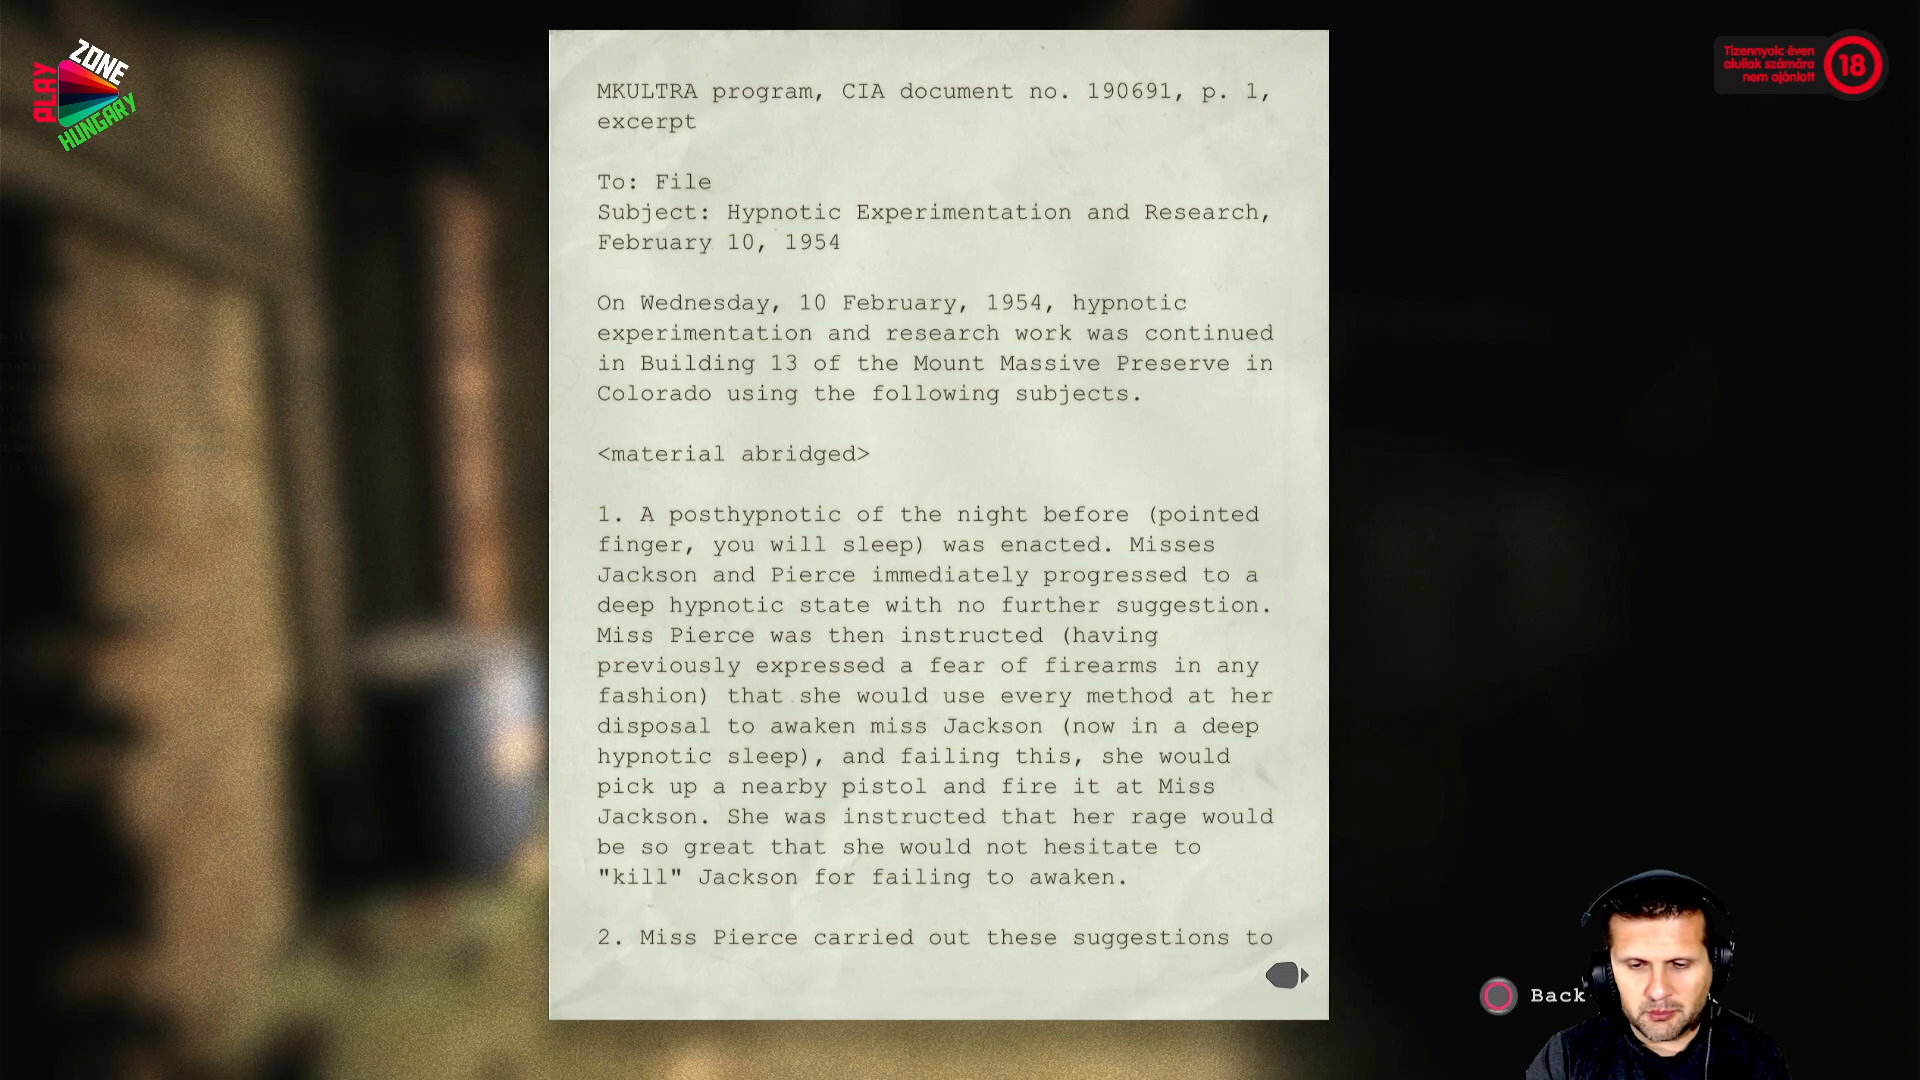 PLAY
ZONE
HUNGARY
Tizennyolc éven
aluliak számára
nem ajánlott
18
MKULTRA program, CIA document no. 190691, p. 1,
excerpt
To: File
Subject: Hypnotic Experimentation and Research,
February 10, 1954
On Wednesday, 10 February, 1954, hypnotic
experimentation and research work was continued
in Building 13 of the Mount Massive Preserve in
Colorado using the following subjects.
<material abridged>
1. A posthypnotic of the night before (pointed
finger, you will sleep) was enacted. Misses
Jackson and Pierce immediately progressed to a
deep hypnotic state with no further suggestion.
Miss Pierce was then instructed (having
previously expressed a fear of firearms in any
fashion) that she would use every method at her
disposal to awaken miss Jackson (now in a deep
hypnotic sleep), and failing this, she would
pick up a nearby pistol and fire it at Miss
Jackson. She was instructed that her rage would
be so great that she would not hesitate to
"kill" Jackson for failing to awaken.
2. Miss Pierce carried out these suggestions to
Back